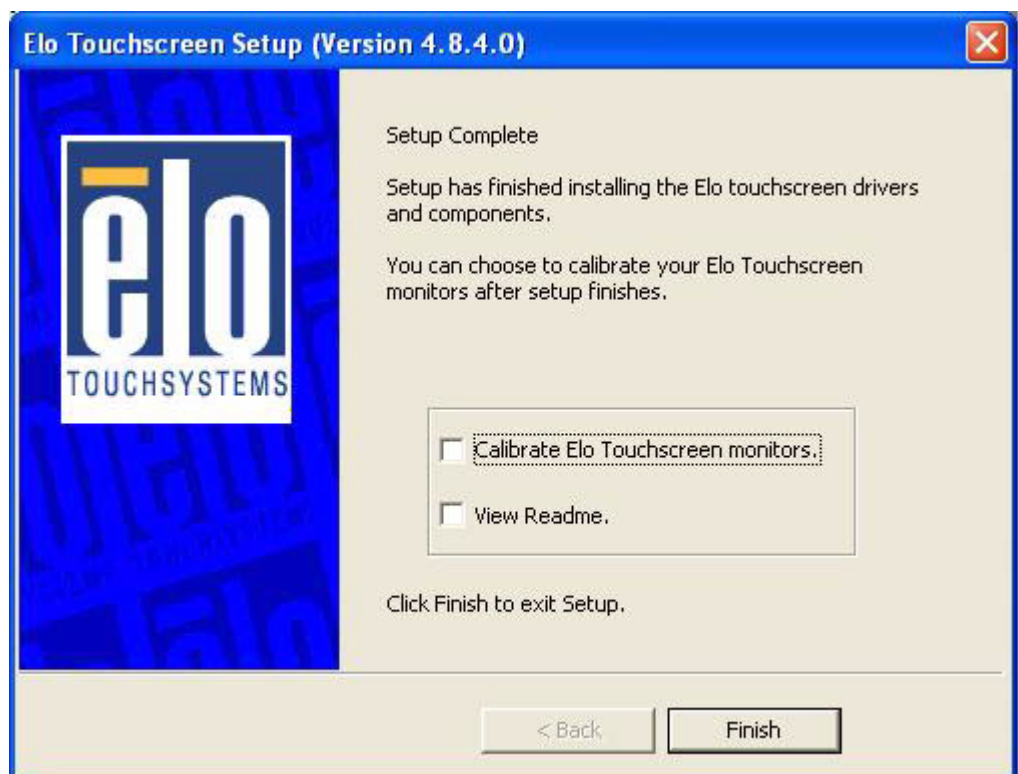 Elo Touchscreen Setup (Version 4.8.4.0)
ēlo
TOUCHSYSTEMS
Setup Complete
Setup has finished installing the Elo touchscreen drivers
and components.
You can choose to calibrate your Elo Touchscreen
monitors after setup finishes.
Calibrate Elo Touchscreen monitors.
View Readme.
Click Finish to exit Setup.
< Back
Finish